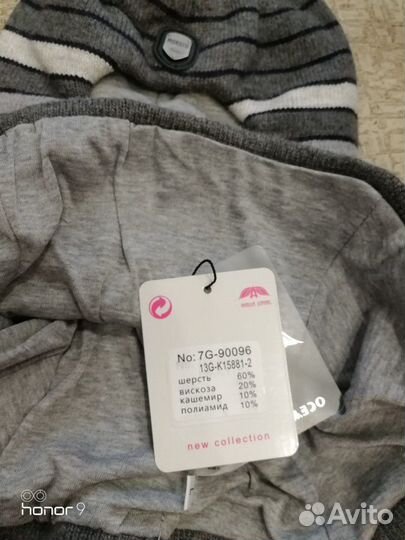 No: 7G-90096
13G-K15881-2
шерсть 60%
вискоза 20%
кашемир 10%
полиамид 10%
new collection
OCEA
honor 9
Avito